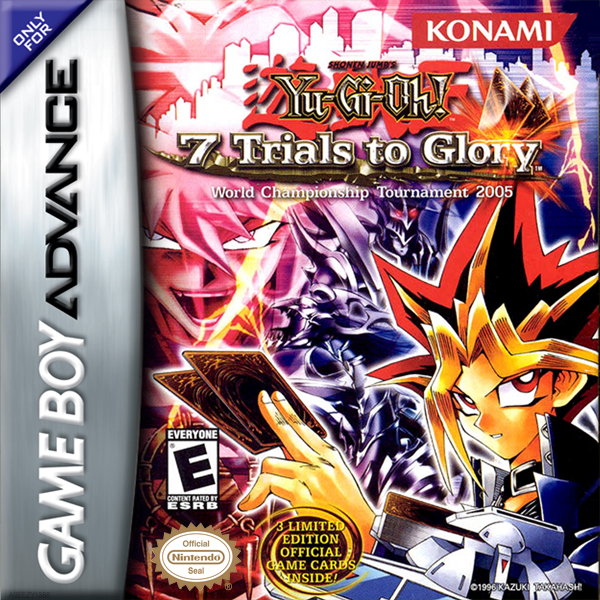 ONLY
FOR
GAME BOY ADVANCE
KONAMI
SHONEN JUMP'S
Yu-Gi-Oh!
7 Trials to Glory™
World Championship Tournament 2005
EVERYONE
E
CONTENT RATED BY
ESRB
Official
Nintendo
Seal
®
3 LIMITED
EDITION
OFFICIAL
GAME CARDS
INSIDE!
©1996 KAZUKI TAKAHASHI